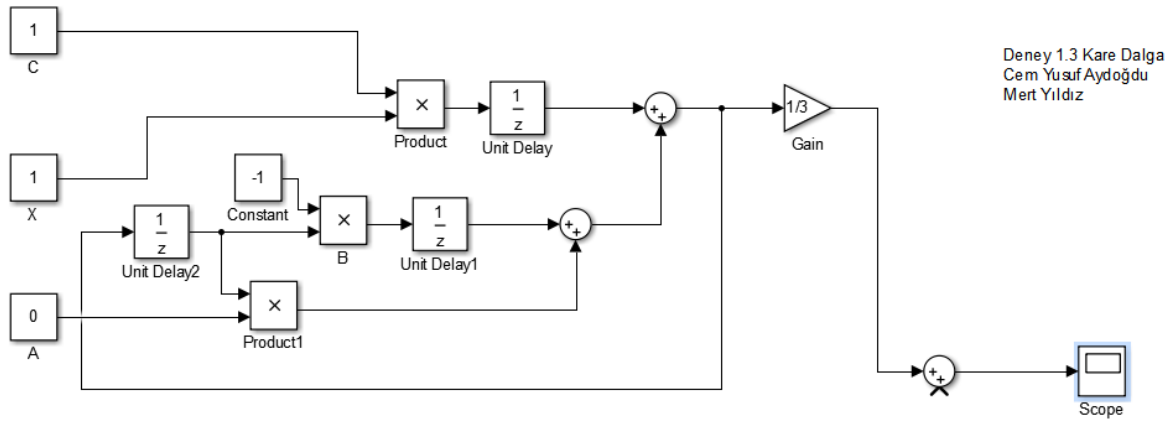 1
C
Deney 1.3 Kare Dalga
Cem Yusuf Aydoğdu
Mert Yıldız
×
Product
1
z
Unit Delay
+
+
1/3
Gain
1
X
-1
Constant
1
z
Unit Delay2
×
B
1
z
Unit Delay1
+
+
0
A
×
Product1
+
+
Scope